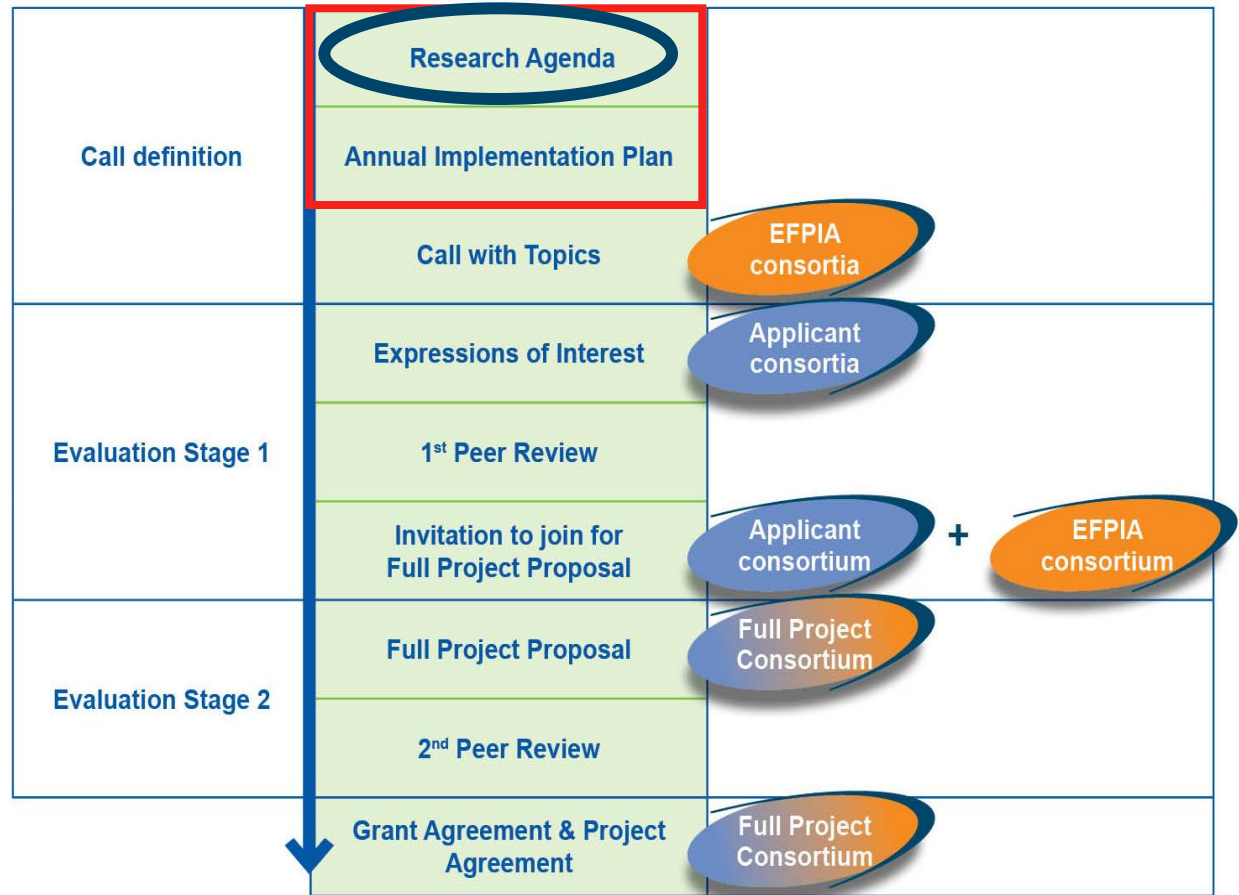 Research Agenda
Call definition
Annual Implementation Plan
Call with Topics
EFPIA
consortia
Expressions of Interest
Applicant
consortia
Evaluation Stage 1
1st Peer Review
Invitation to join for
Full Project Proposal
Applicant
consortium
+
EFPIA
consortium
Full Project Proposal
Full Project
Consortium
Evaluation Stage 2
2nd Peer Review
Grant Agreement & Project
Agreement
Full Project
Consortium